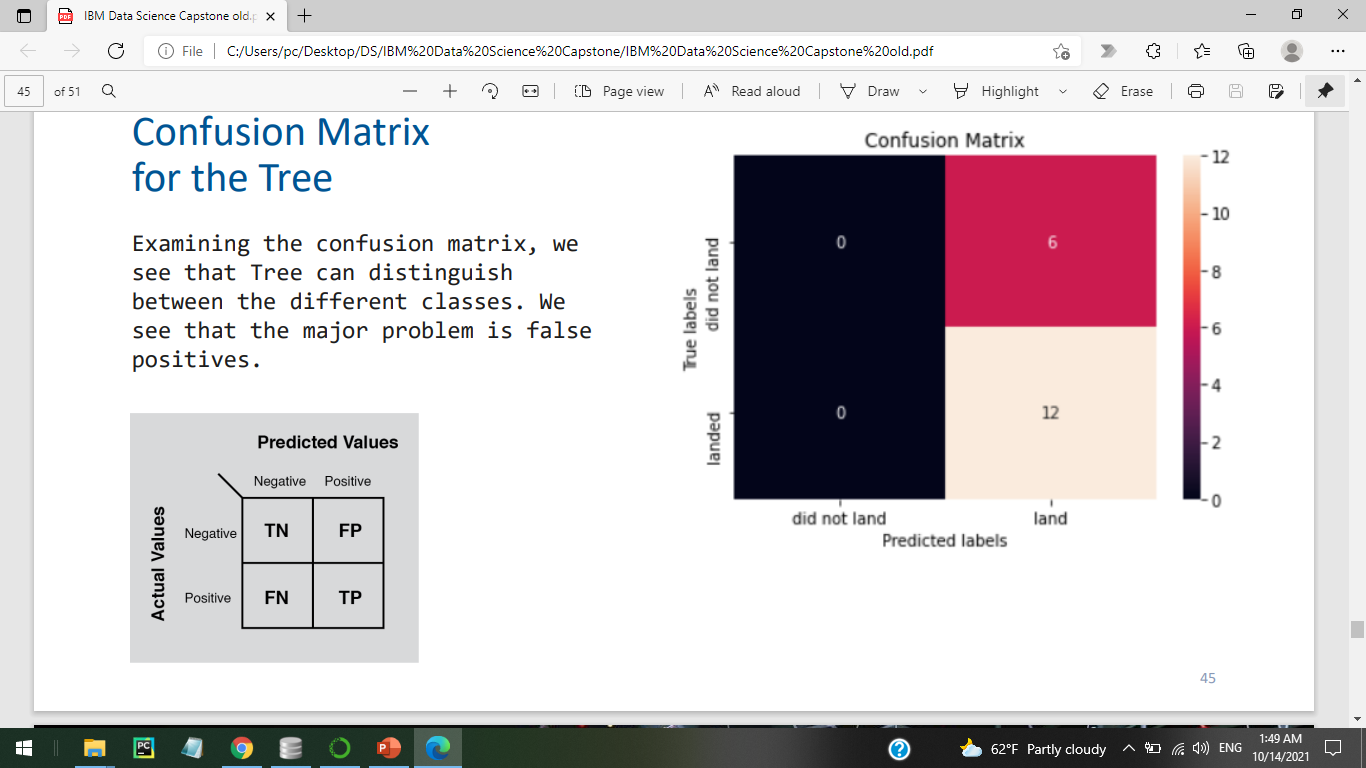 IBM Data Science Capstone old.p
File
C:/Users/pc/Desktop/DS/IBM%20Data%20Science%20Capstone/IBM%20Data%20Science%20Capstone%20old.pdf
45 of 51
Page view
Read aloud
Draw
Highlight
Erase
Confusion Matrix
for the Tree
Examining the confusion matrix, we
see that Tree can distinguish
between the different classes. We
see that the major problem is false
positives.
Predicted Values
Negative Positive
Actual Values
Negative TN FP
Positive FN TP
Confusion Matrix
True labels
did not land
0 6
landed
0 12
did not land land
Predicted labels
12
10
8
6
4
2
0
45
PC
P
62°F Partly cloudy
ENG
1:49 AM
10/14/2021